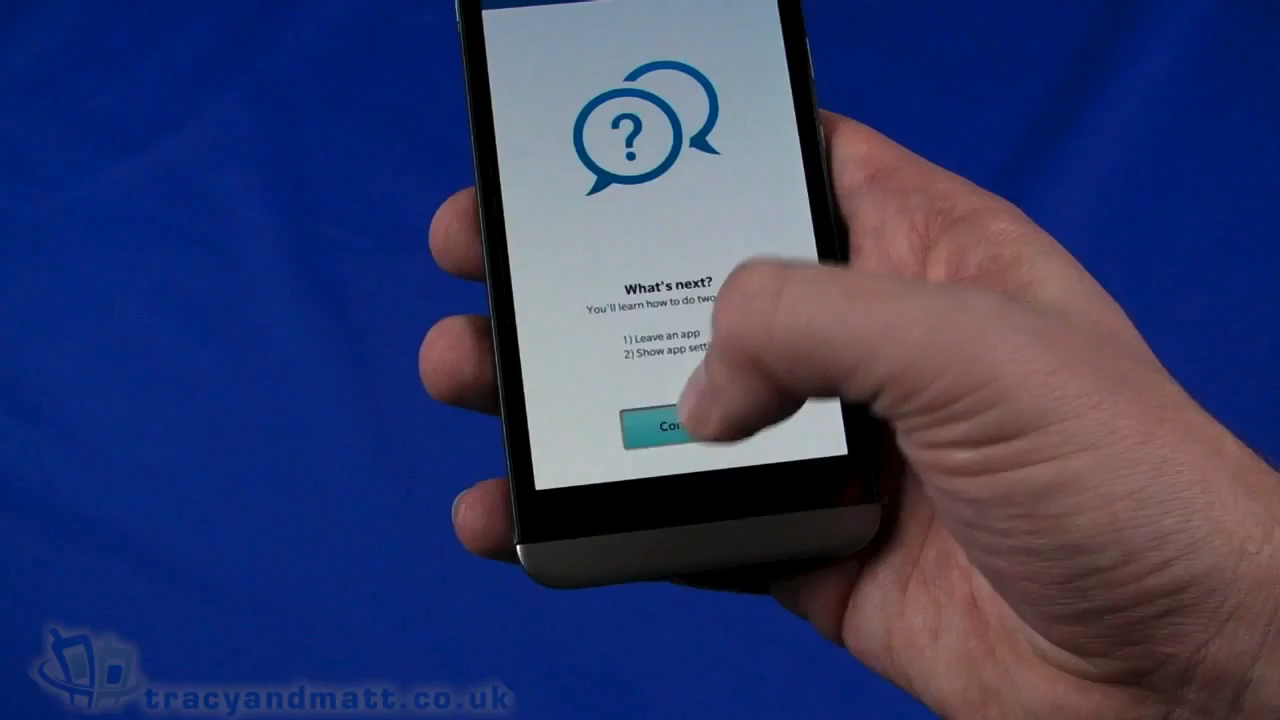 ?
What's next?
You'll learn how to do two
1) Leave an app
2) Show app
tracyandmatt.co.uk